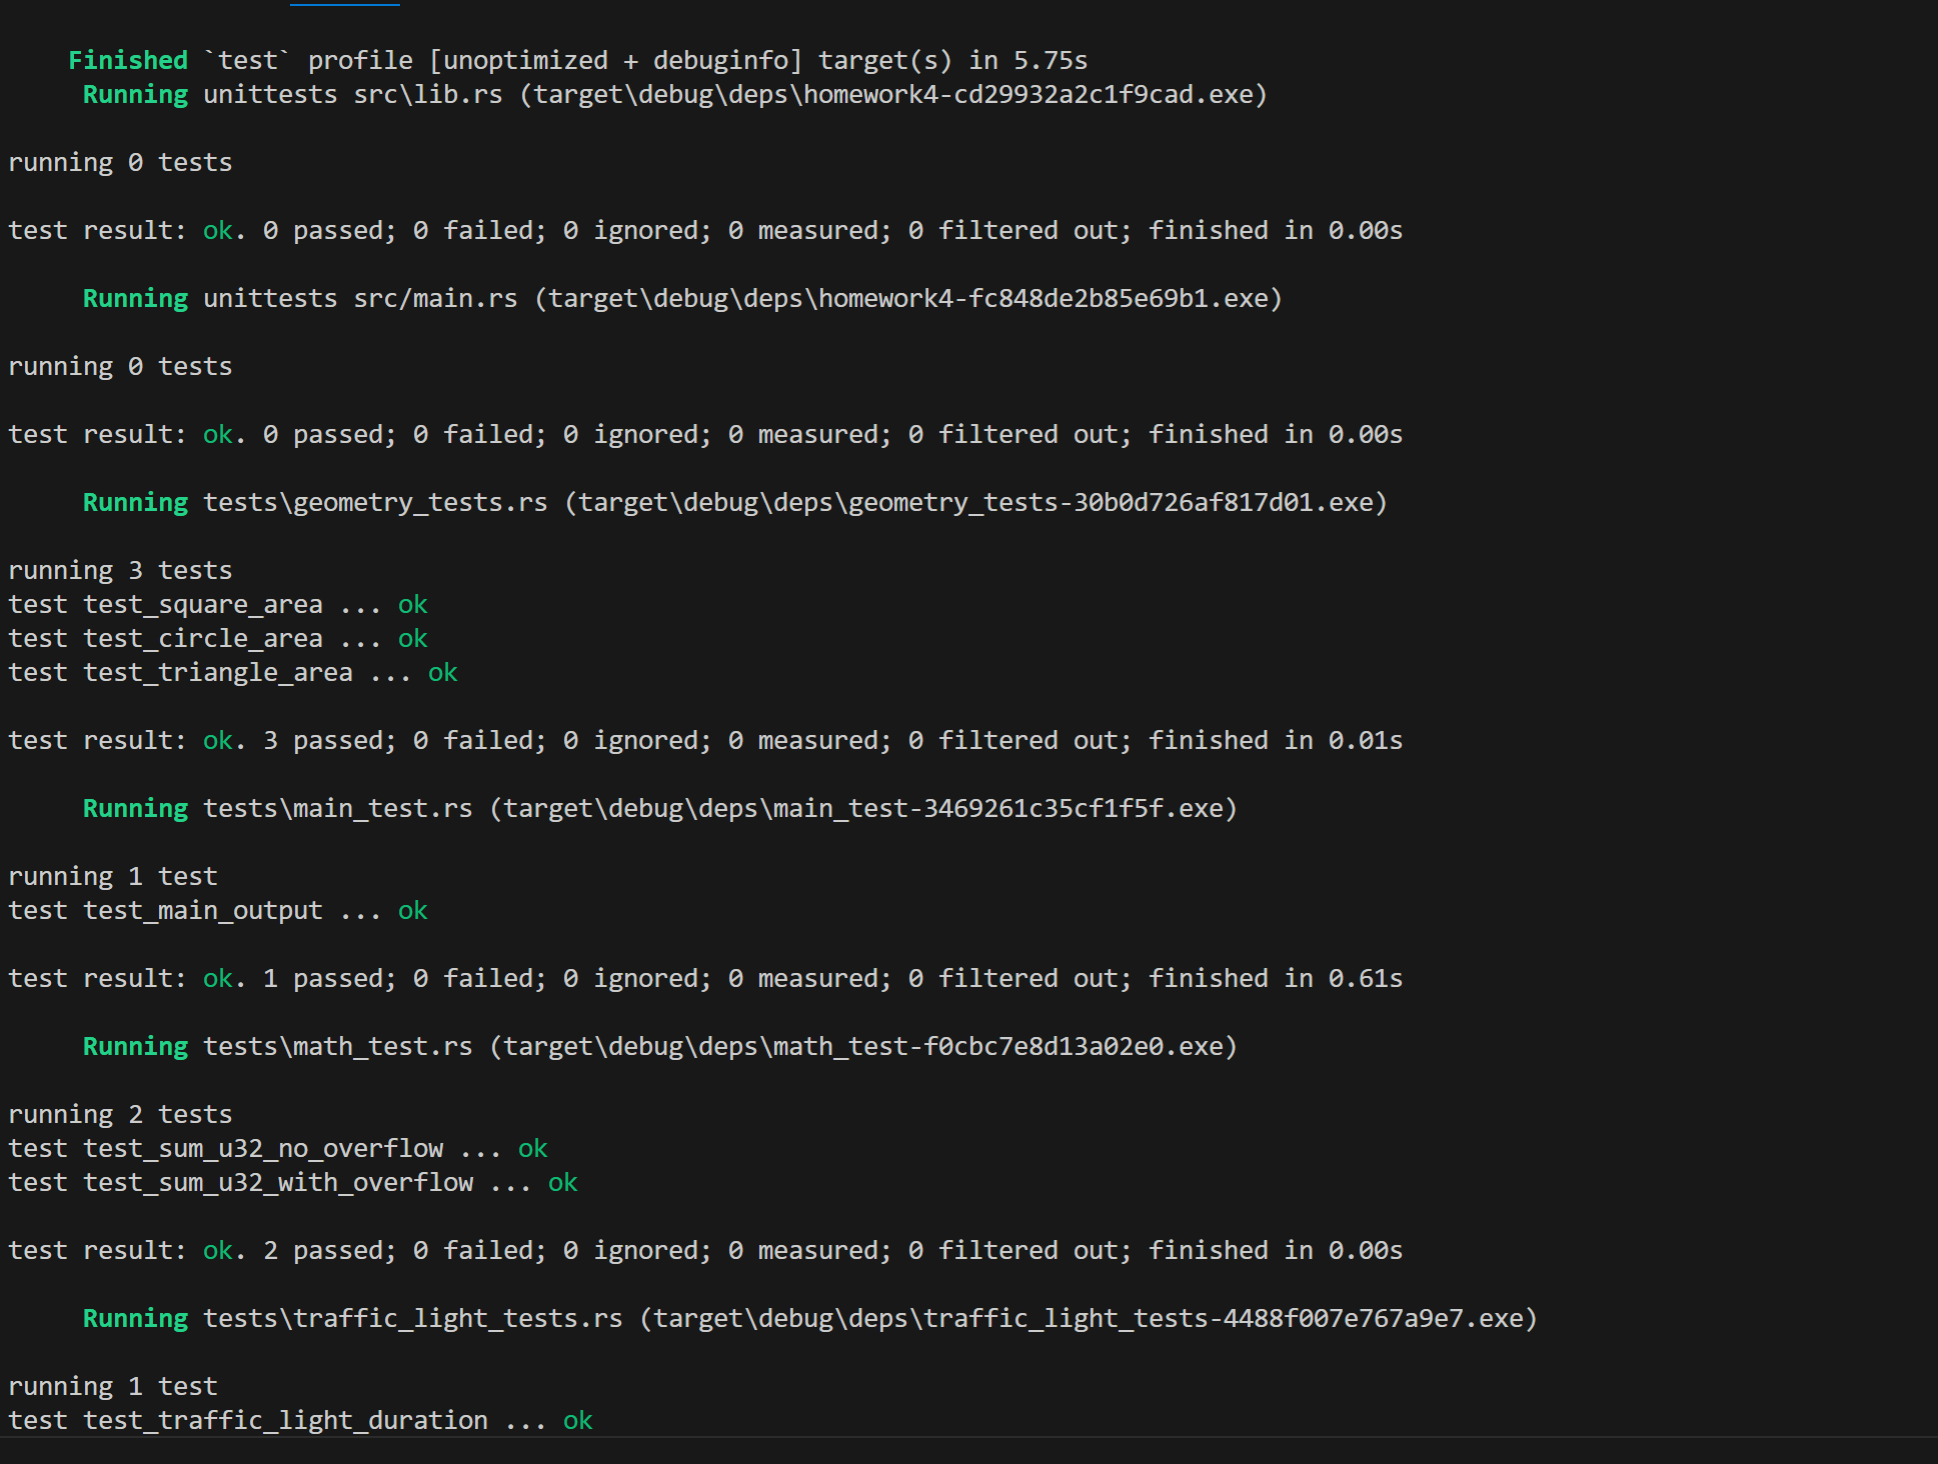 Finished `test` profile [unoptimized + debuginfo] target(s) in 5.75s
Running unittests src\lib.rs (target\debug\deps\homework4-cd29932a2c1f9cad.exe)
running 0 tests
test result: ok. 0 passed; 0 failed; 0 ignored; 0 measured; 0 filtered out; finished in 0.00s
Running unittests src/main.rs (target\debug\deps\homework4-fc848de2b85e69b1.exe)
running 0 tests
test result: ok. 0 passed; 0 failed; 0 ignored; 0 measured; 0 filtered out; finished in 0.00s
Running tests\geometry_tests.rs (target\debug\deps\geometry_tests-30b0d726af817d01.exe)
running 3 tests
test test_square_area ... ok
test test_circle_area ... ok
test test_triangle_area ... ok
test result: ok. 3 passed; 0 failed; 0 ignored; 0 measured; 0 filtered out; finished in 0.01s
Running tests\main_test.rs (target\debug\deps\main_test-3469261c35cf1f5f.exe)
running 1 test
test test_main_output ... ok
test result: ok. 1 passed; 0 failed; 0 ignored; 0 measured; 0 filtered out; finished in 0.61s
Running tests\math_test.rs (target\debug\deps\math_test-f0cbc7e8d13a02e0.exe)
running 2 tests
test test_sum_u32_no_overflow ... ok
test test_sum_u32_with_overflow ... ok
test result: ok. 2 passed; 0 failed; 0 ignored; 0 measured; 0 filtered out; finished in 0.00s
Running tests\traffic_light_tests.rs (target\debug\deps\traffic_light_tests-4488f007e767a9e7.exe)
running 1 test
test test_traffic_light_duration ... ok